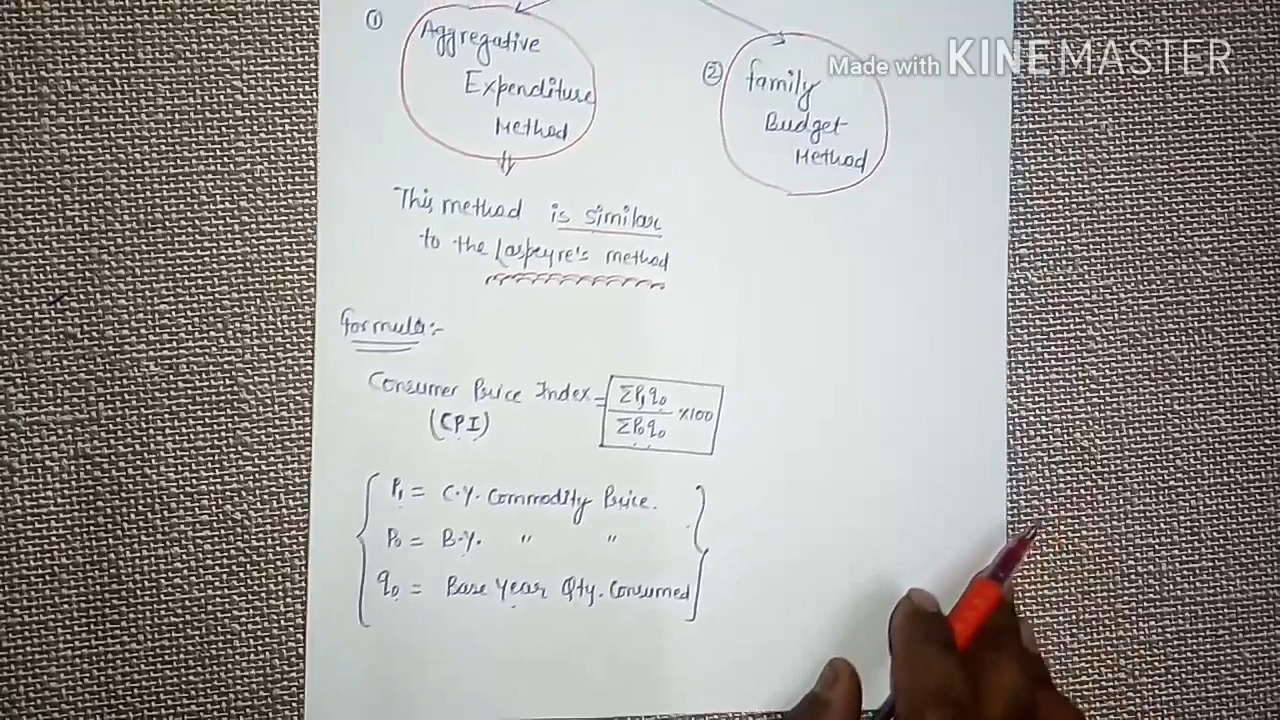 ① Aggregative
Expenditure
Method
② Family
Budget
Method
Made with KINEMASTER
This method is similar
to the Laspeyre's method
Formula:-
Consumer Price Index = ΣP₁q₀ / ΣP₀q₀ ×100
(CPI)
P₁ = C.Y. Commodity Price.
P₀ = B.Y. " "
q₀ = Base Year Qty. Consumed